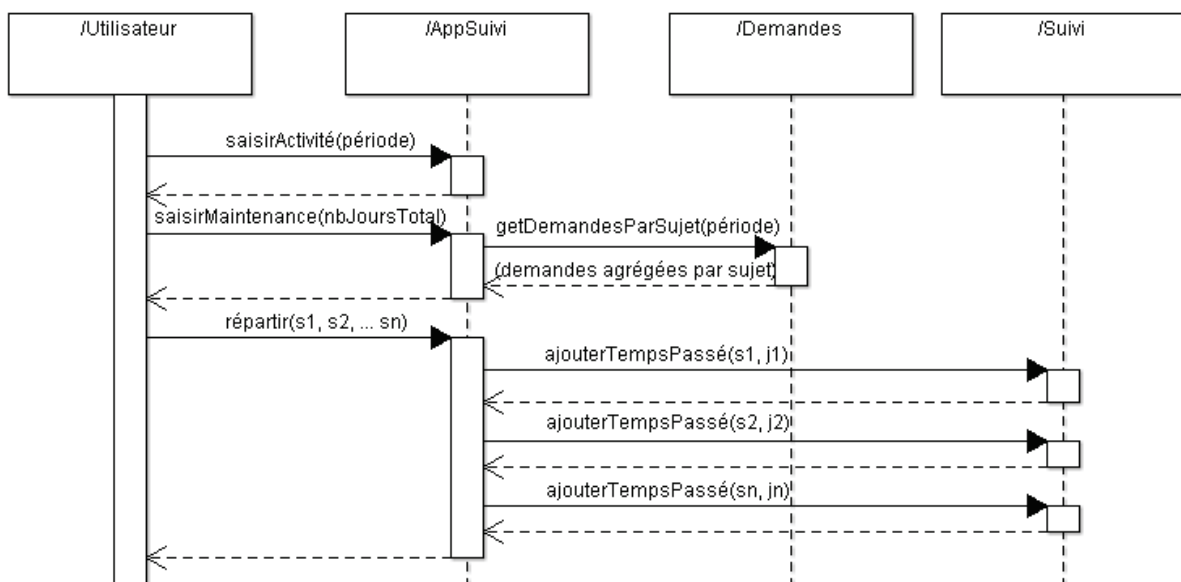 /Utilisateur
/AppSuivi
/Demandes
/Suivi
saisirActivité(période)
saisirMaintenance(nbJoursTotal)
getDemandesParSujet(période)
(demandes agrégées par sujet)
répartir(s1, s2, ... sn)
ajouterTempsPassé(s1, j1)
ajouterTempsPassé(s2, j2)
ajouterTempsPassé(sn, jn)